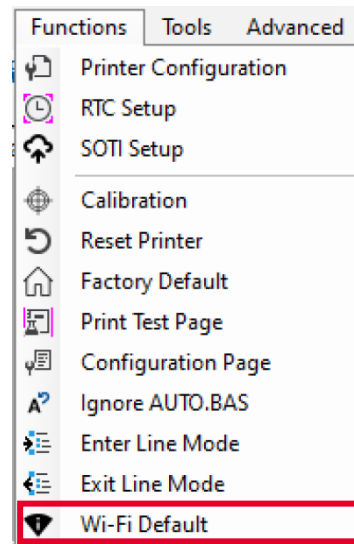 Functions Tools Advanced
Printer Configuration
RTC Setup
SOTI Setup
Calibration
Reset Printer
Factory Default
Print Test Page
Configuration Page
Ignore AUTO.BAS
Enter Line Mode
Exit Line Mode
Wi-Fi Default